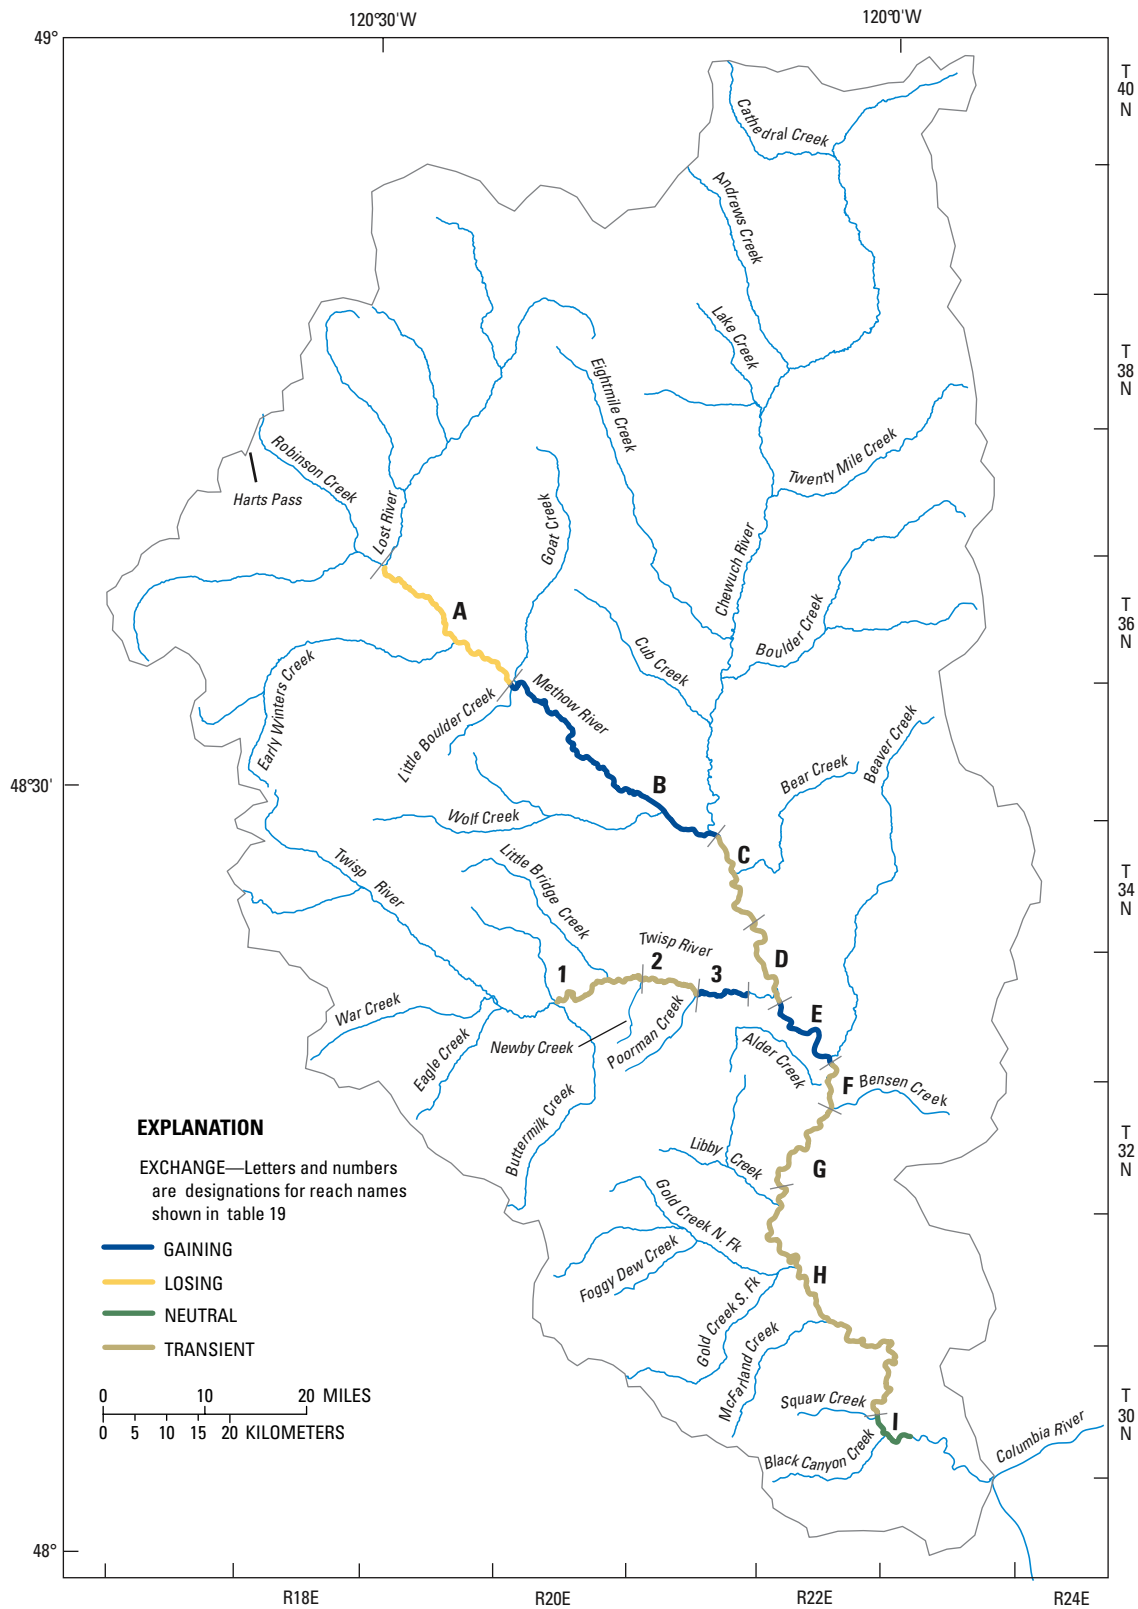 120°30'W
120°0'W
49°
T
40
N
Cathedral Creek
Andrews Creek
Lake Creek
T
38
N
Eightmile Creek
Robinson Creek
Twenty Mile Creek
Harts Pass
Lost River
Goat Creek
Chewuch River
A
T
36
N
Boulder Creek
Cub Creek
Early Winters Creek
Methow River
Little Boulder Creek
Beaver Creek
Bear Creek
48°30'
B
Wolf Creek
C
Twisp River
Little Bridge Creek
T
34
N
Twisp River
1
2
3
D
War Creek
E
Newby Creek
Poorman Creek
Eagle Creek
Alder Creek
F
Bensen Creek
Buttermilk Creek
EXPLANATION
T
32
N
Libby Creek
G
EXCHANGE—Letters and numbers
are designations for reach names
shown in table 19
Gold Creek N. Fk
GAINING
Foggy Dew Creek
H
LOSING
Gold Creek S. Fk
NEUTRAL
TRANSIENT
McFarland Creek
0 10 20 MILES
Squaw Creek
T
30
N
0 5 10 15 20 KILOMETERS
I
Columbia River
Black Canyon Creek
48°
R18E
R20E
R22E
R24E